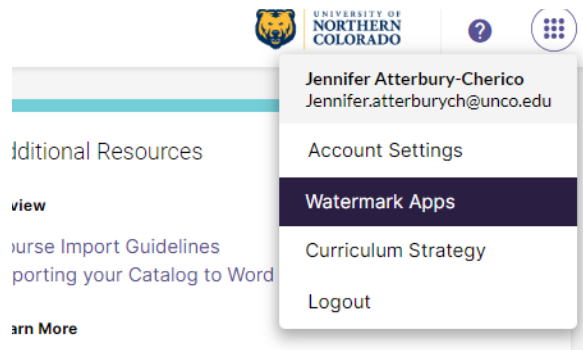 UNIVERSITY OF
NORTHERN
COLORADO
?
Jennifer Atterbury-Cherico
Jennifer.atterburych@unco.edu
Account Settings
Watermark Apps
Curriculum Strategy
Logout
dditional Resources
view
urse Import Guidelines
porting your Catalog to Word
arn More